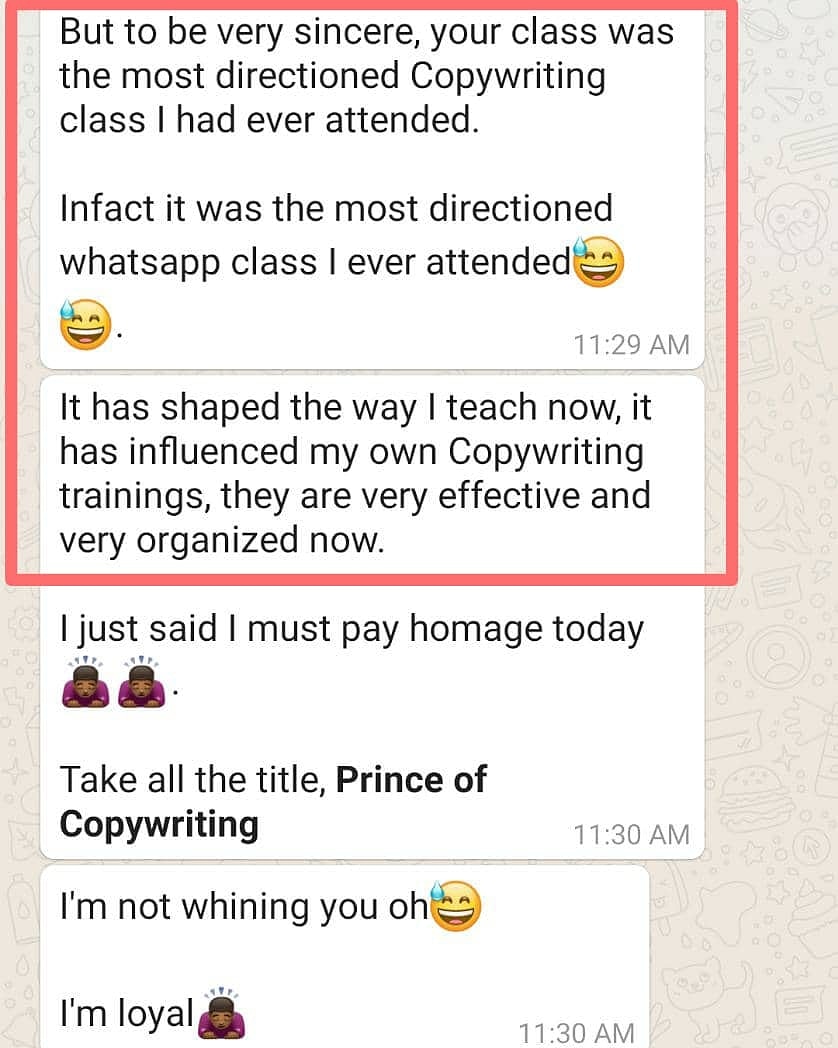 But to be very sincere, your class was
the most directioned Copywriting
class I had ever attended.
Infact it was the most directioned
whatsapp class I ever attended😅
😅.
11:29 AM
It has shaped the way I teach now, it
has influenced my own Copywriting
trainings, they are very effective and
very organized now.
I just said I must pay homage today
🙇🏾🙇🏾.
Take all the title, Prince of
Copywriting
11:30 AM
I'm not whining you oh😅
I'm loyal🙇🏾
11:30 AM